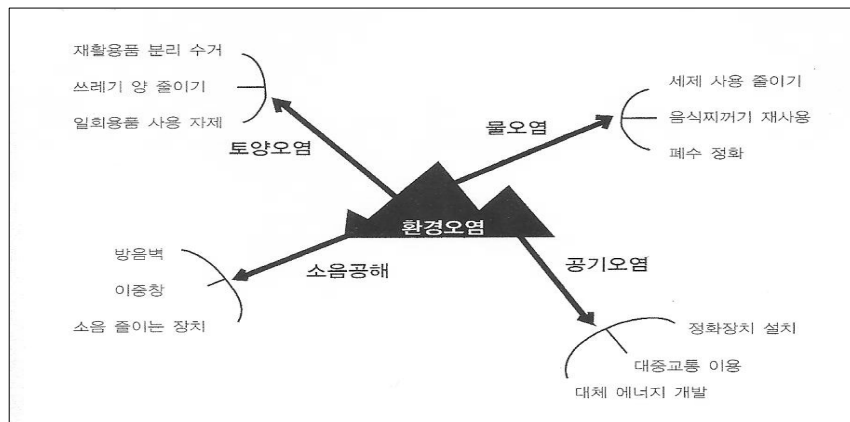 재활용품 분리 수거
쓰레기 양 줄이기
일회용품 사용 자제
토양오염
세제 사용 줄이기
음식찌꺼기 재사용
폐수 정화
물오염
환경오염
방음벽
이중창
소음 줄이는 장치
소음공해
공기오염
정화장치 설치
대중교통 이용
대체 에너지 개발